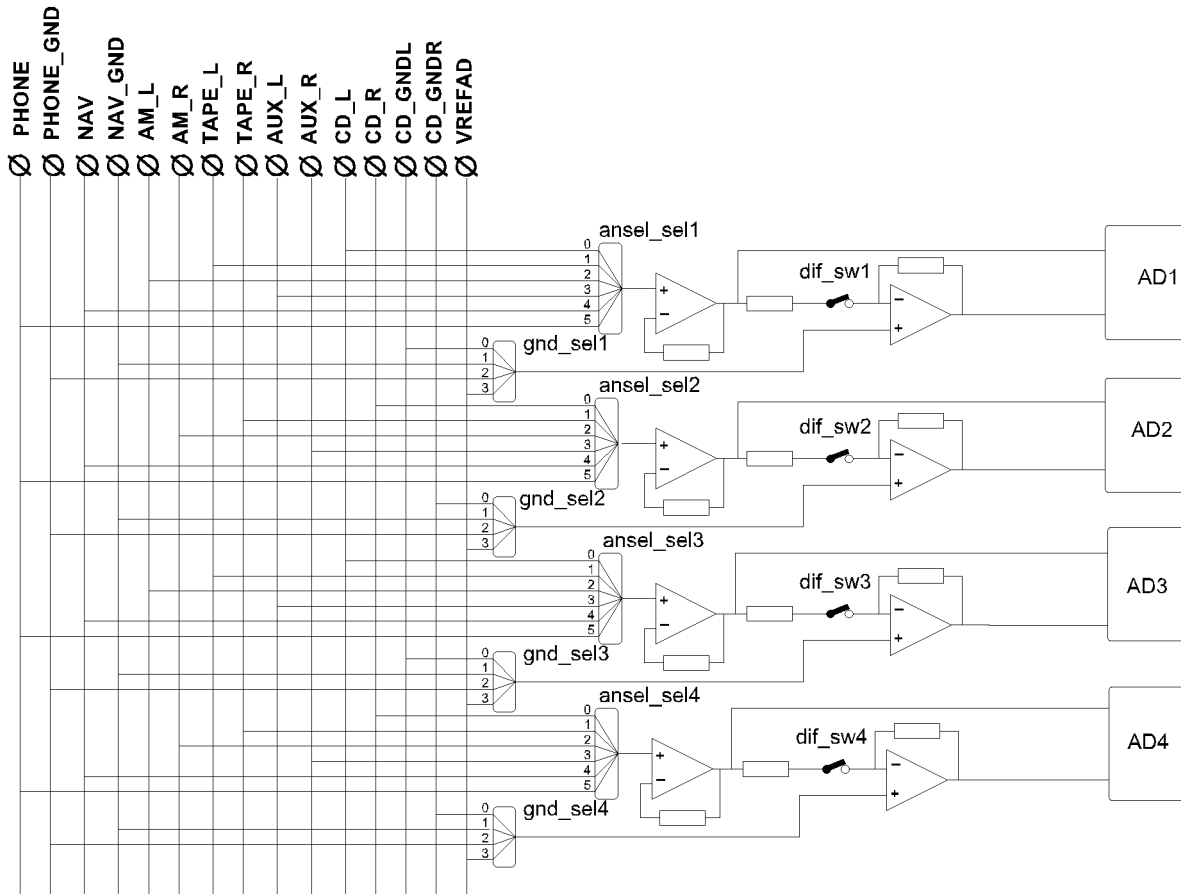 PHONE
PHONE_GND
NAV
NAV_GND
AM_L
AM_R
TAPE_L
TAPE_R
AUX_L
AUX_R
CD_L
CD_R
CD_GNDL
CD_GNDR
VREFAD
ansel_sel1
0
1
2
3
4
5
+
−
dif_sw1
−
+
AD1
gnd_sel1
0
1
2
3
ansel_sel2
0
1
2
3
4
5
+
−
dif_sw2
−
+
AD2
gnd_sel2
0
1
2
3
ansel_sel3
0
1
2
3
4
5
+
−
dif_sw3
−
+
AD3
gnd_sel3
0
1
2
3
ansel_sel4
0
1
2
3
4
5
+
−
dif_sw4
−
+
AD4
gnd_sel4
0
1
2
3